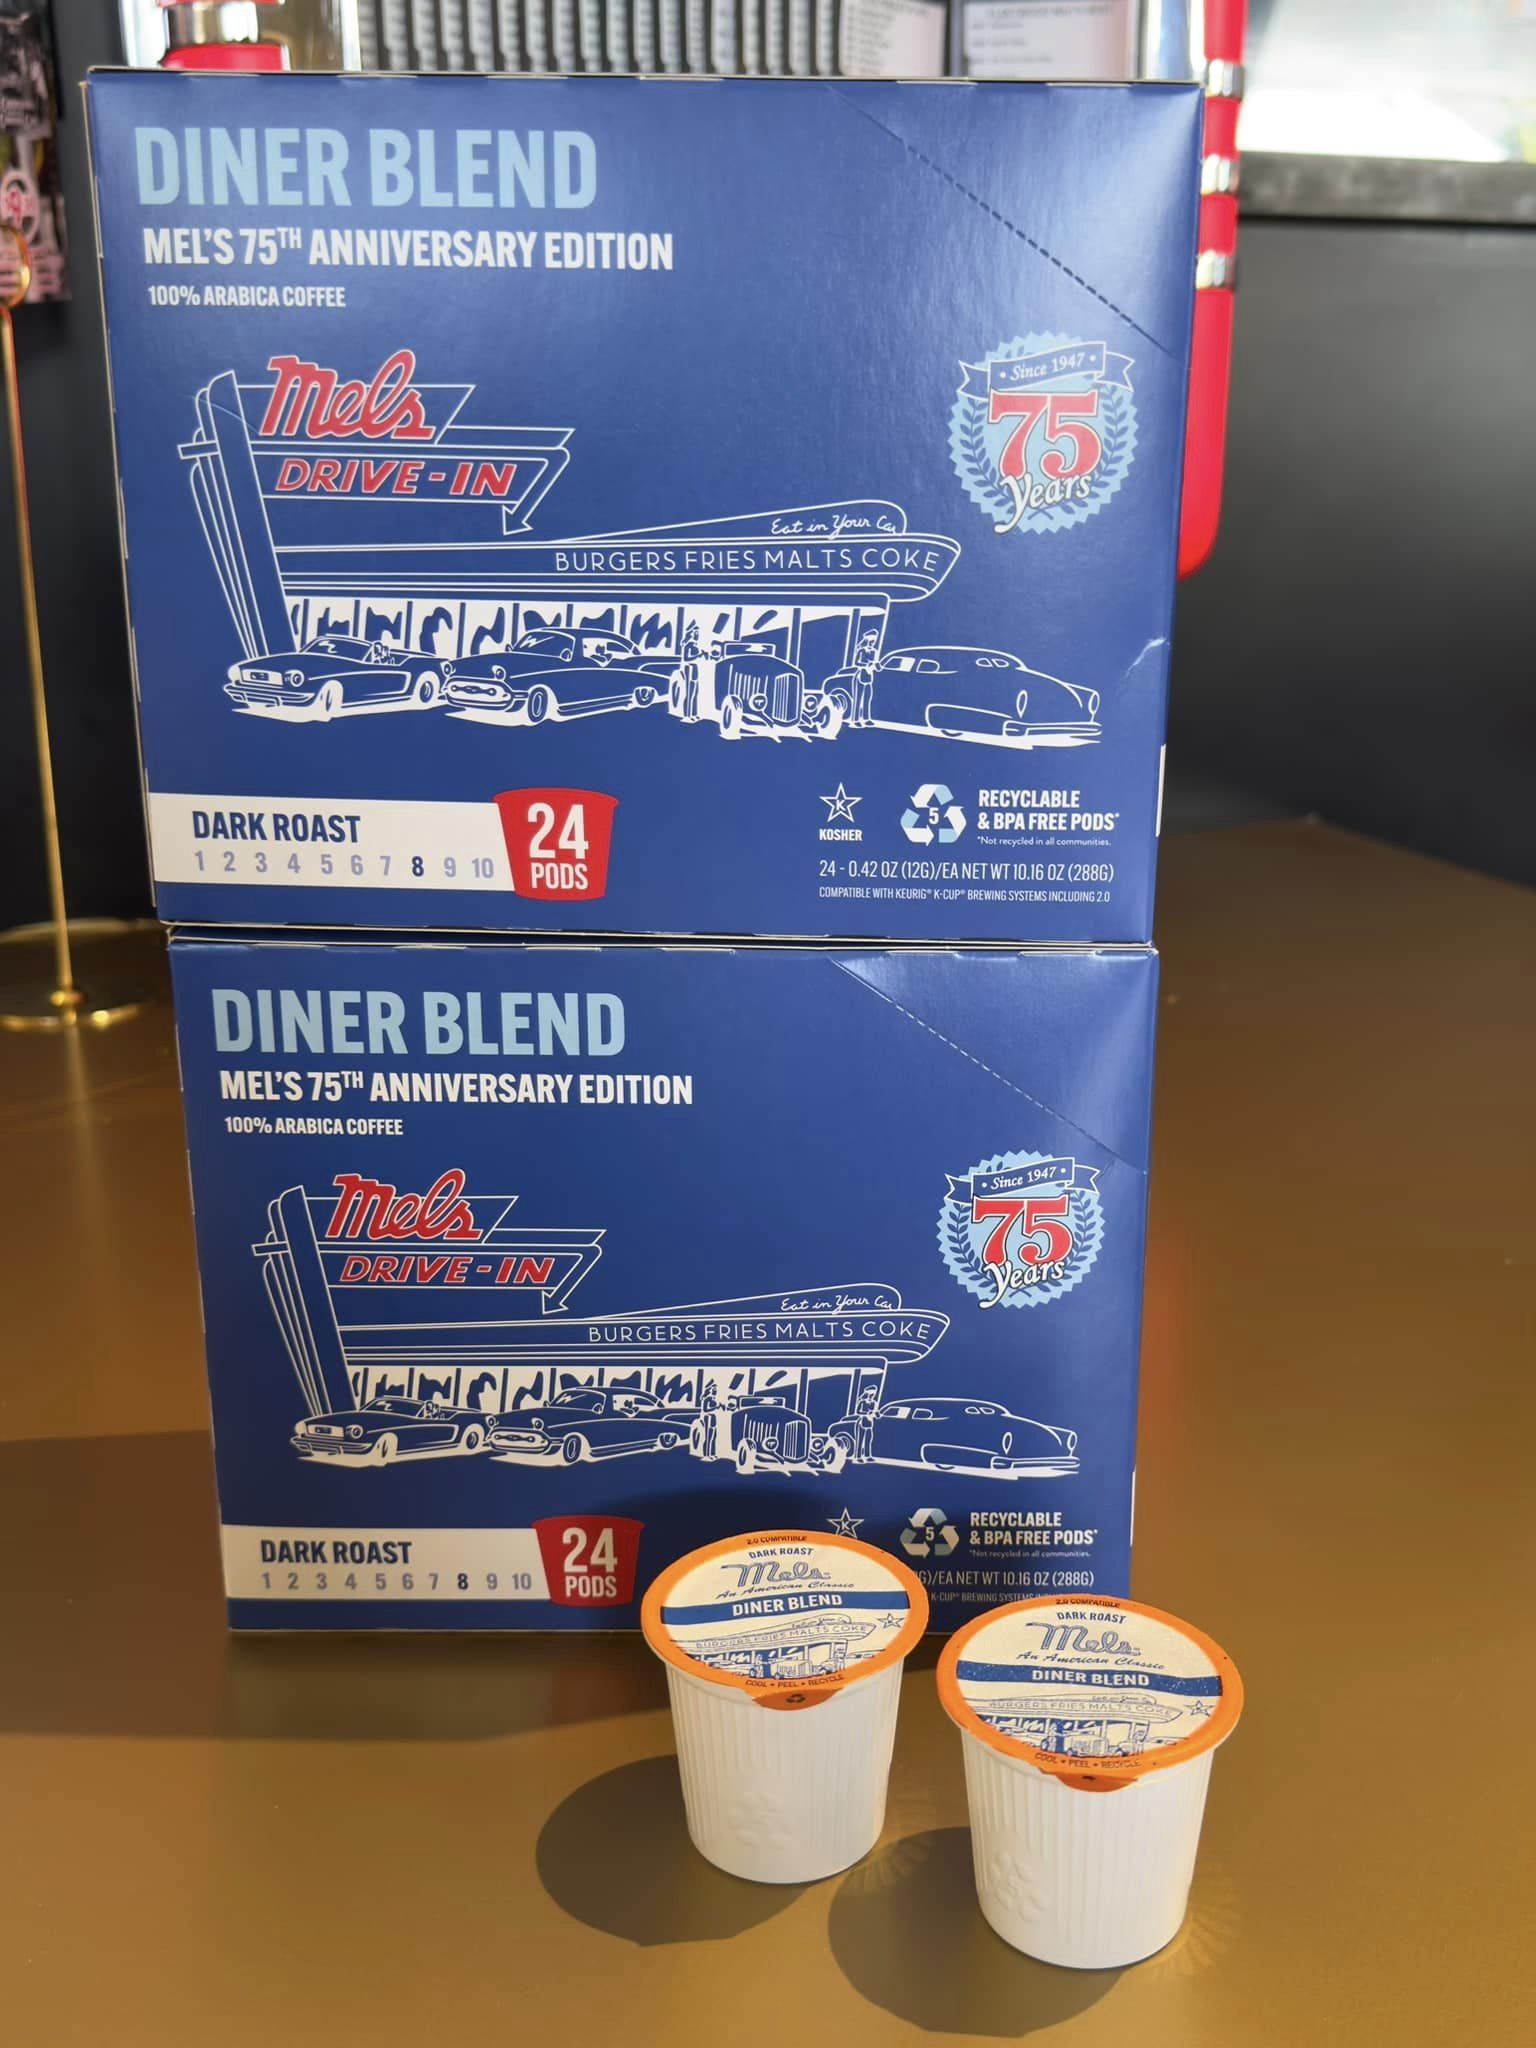 DINER BLEND
MEL'S 75TH ANNIVERSARY EDITION
100% ARABICA COFFEE
Since 1947
75
Years
Mels
DRIVE-IN
Eat in Your Car
BURGERS FRIES MALTS COKE
DARK ROAST
1 2 3 4 5 6 7 8 9 10
24
PODS
K
KOSHER
5
RECYCLABLE
& BPA FREE PODS*
*Not recycled in all communities.
24 - 0.42 OZ (12G)/EA NET WT 10.16 OZ (288G)
COMPATIBLE WITH KEURIG® K-CUP® BREWING SYSTEMS INCLUDING 2.0
DINER BLEND
MEL'S 75TH ANNIVERSARY EDITION
100% ARABICA COFFEE
Since 1947
75
Years
Mels
DRIVE-IN
Eat in Your Car
BURGERS FRIES MALTS COKE
DARK ROAST
1 2 3 4 5 6 7 8 9 10
24
PODS
K
5
RECYCLABLE
& BPA FREE PODS*
*Not recycled in all communities.
G)/EA NET WT 10.16 OZ (288G)
K-CUP® BREWING SYSTEMS
2.0 COMPATIBLE
DARK ROAST
Mels
An American Classic
DINER BLEND
BURGERS FRIES MALTS COKE
COOL • PEEL • RECYCLE
2.0 COMPATIBLE
DARK ROAST
Mels
An American Classic
DINER BLEND
BURGERS FRIES MALTS COKE
COOL • PEEL • RECYCLE